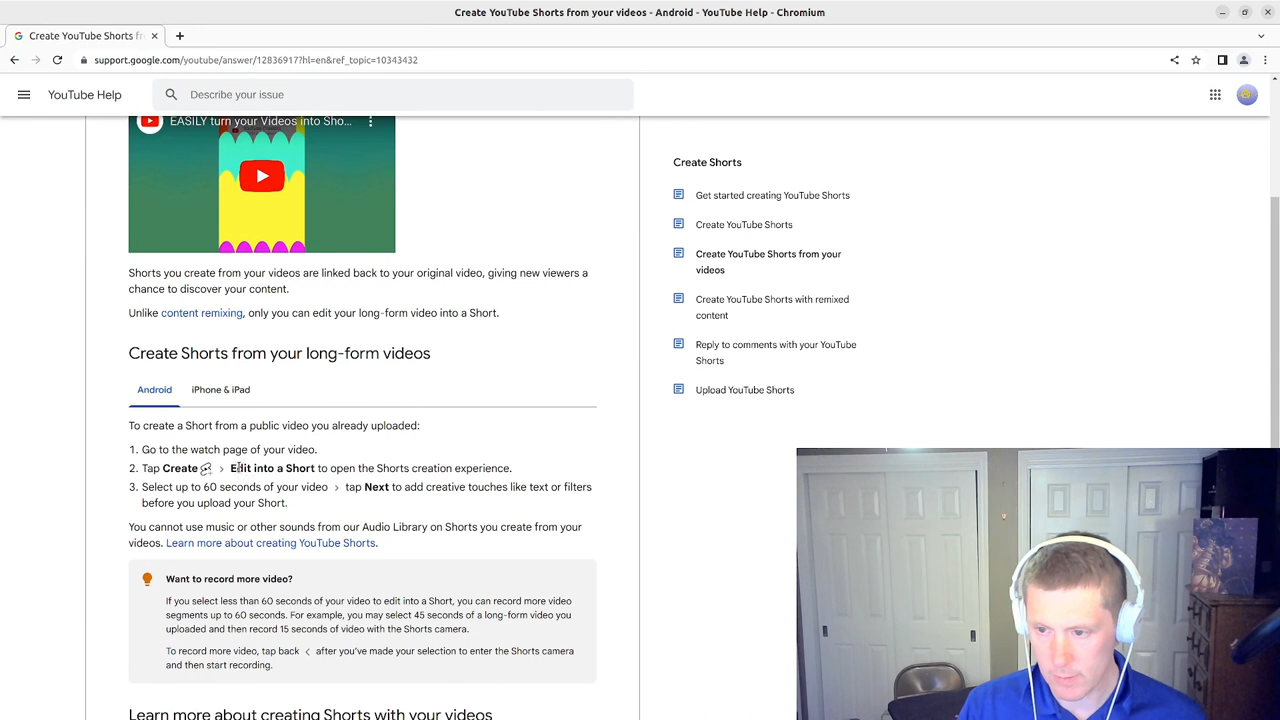 Create YouTube Shorts from your videos - Android - YouTube Help - Chromium
Create YouTube Shorts fr
support.google.com/youtube/answer/12836917?hl=en&ref_topic=10343432
YouTube Help
Describe your issue
EASILY turn your Videos into Sho...
Shorts you create from your videos are linked back to your original video, giving new viewers a
chance to discover your content.
Unlike content remixing, only you can edit your long-form video into a Short.
Create Shorts from your long-form videos
Android
iPhone & iPad
To create a Short from a public video you already uploaded:
1. Go to the watch page of your video.
2. Tap Create > Edit into a Short to open the Shorts creation experience.
3. Select up to 60 seconds of your video > tap Next to add creative touches like text or filters
before you upload your Short.
You cannot use music or other sounds from our Audio Library on Shorts you create from your
videos. Learn more about creating YouTube Shorts.
Want to record more video?
If you select less than 60 seconds of your video to edit into a Short, you can record more video
segments up to 60 seconds. For example, you may select 45 seconds of a long-form video you
uploaded and then record 15 seconds of video with the Shorts camera.
To record more video, tap back < after you've made your selection to enter the Shorts camera
and then start recording.
Learn more about creating Shorts with your videos
Create Shorts
Get started creating YouTube Shorts
Create YouTube Shorts
Create YouTube Shorts from your
videos
Create YouTube Shorts with remixed
content
Reply to comments with your YouTube
Shorts
Upload YouTube Shorts